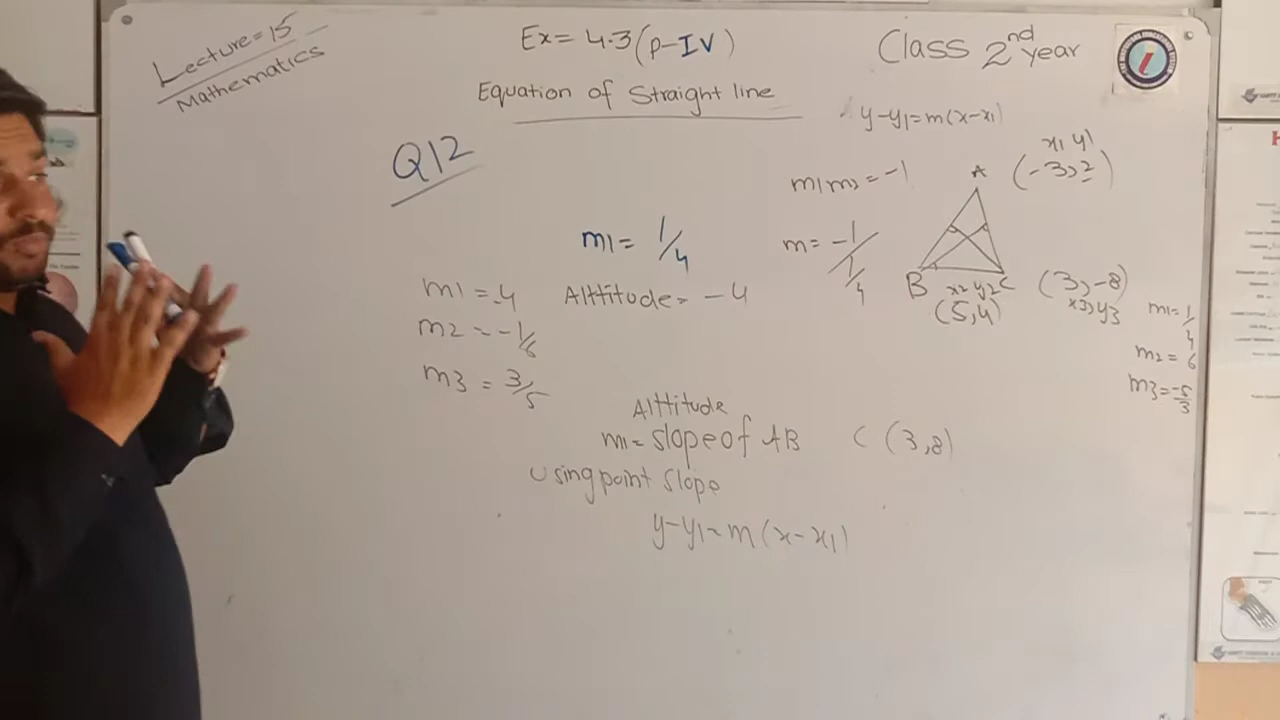 Lecture=15
Mathematics
Ex= 4.3(P-IV)
Class 2nd year
Equation of Straight line
y-y1=m(x-x1)
Q12
x1 y1
A (-3,2)
m1m2=-1
m1= 1/4
m= -1/1/4
B x2 y2 C (3,-8)
(5,4) x3,y3
m1=-4 Alttitude= -4
m2=-1/6
m3=3/5
m1=1/4
m2=6
m3=-5/3
Alttitude
m1=slope of AB C (3,8)
Using point slope
y-y1=m(x-x1)